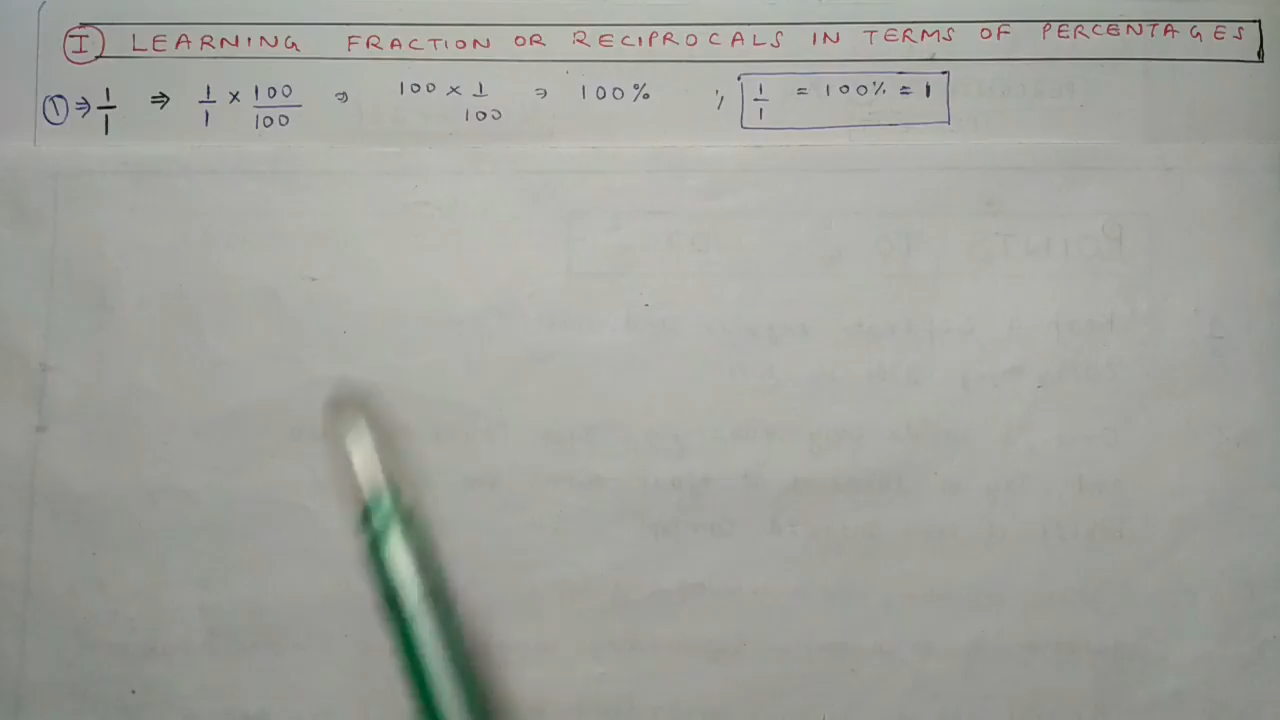 I LEARNING FRACTION OR RECIPROCALS IN TERMS OF PERCENTAGES
① ⇒ 1/1 ⇒ 1/1 × 100/100 ⇒ 100 × 1/100 ⇒ 100% ; 1/1 = 100% = 1